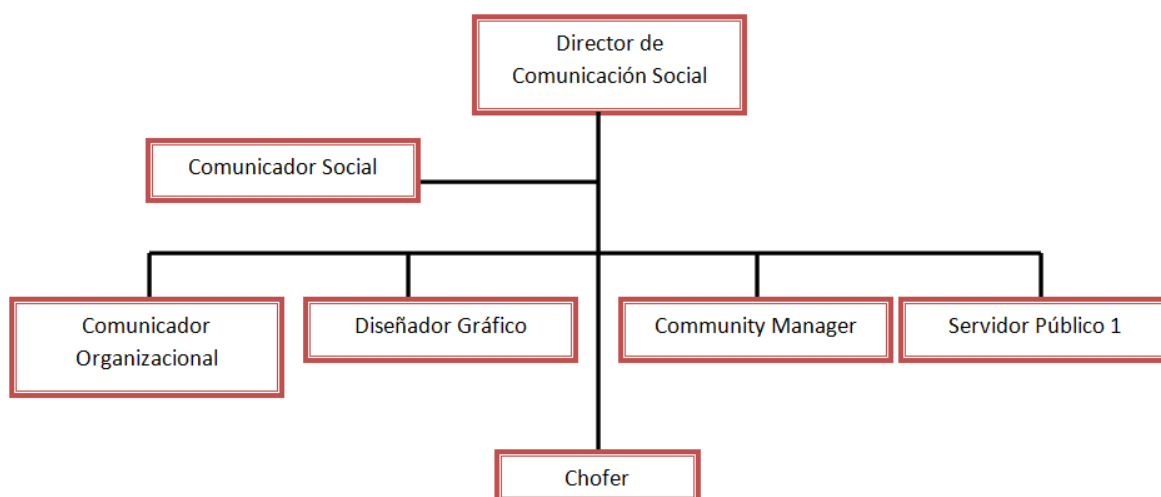 Director de
Comunicación Social
Comunicador Social
Comunicador
Organizacional
Diseñador Gráfico
Community Manager
Servidor Público 1
Chofer